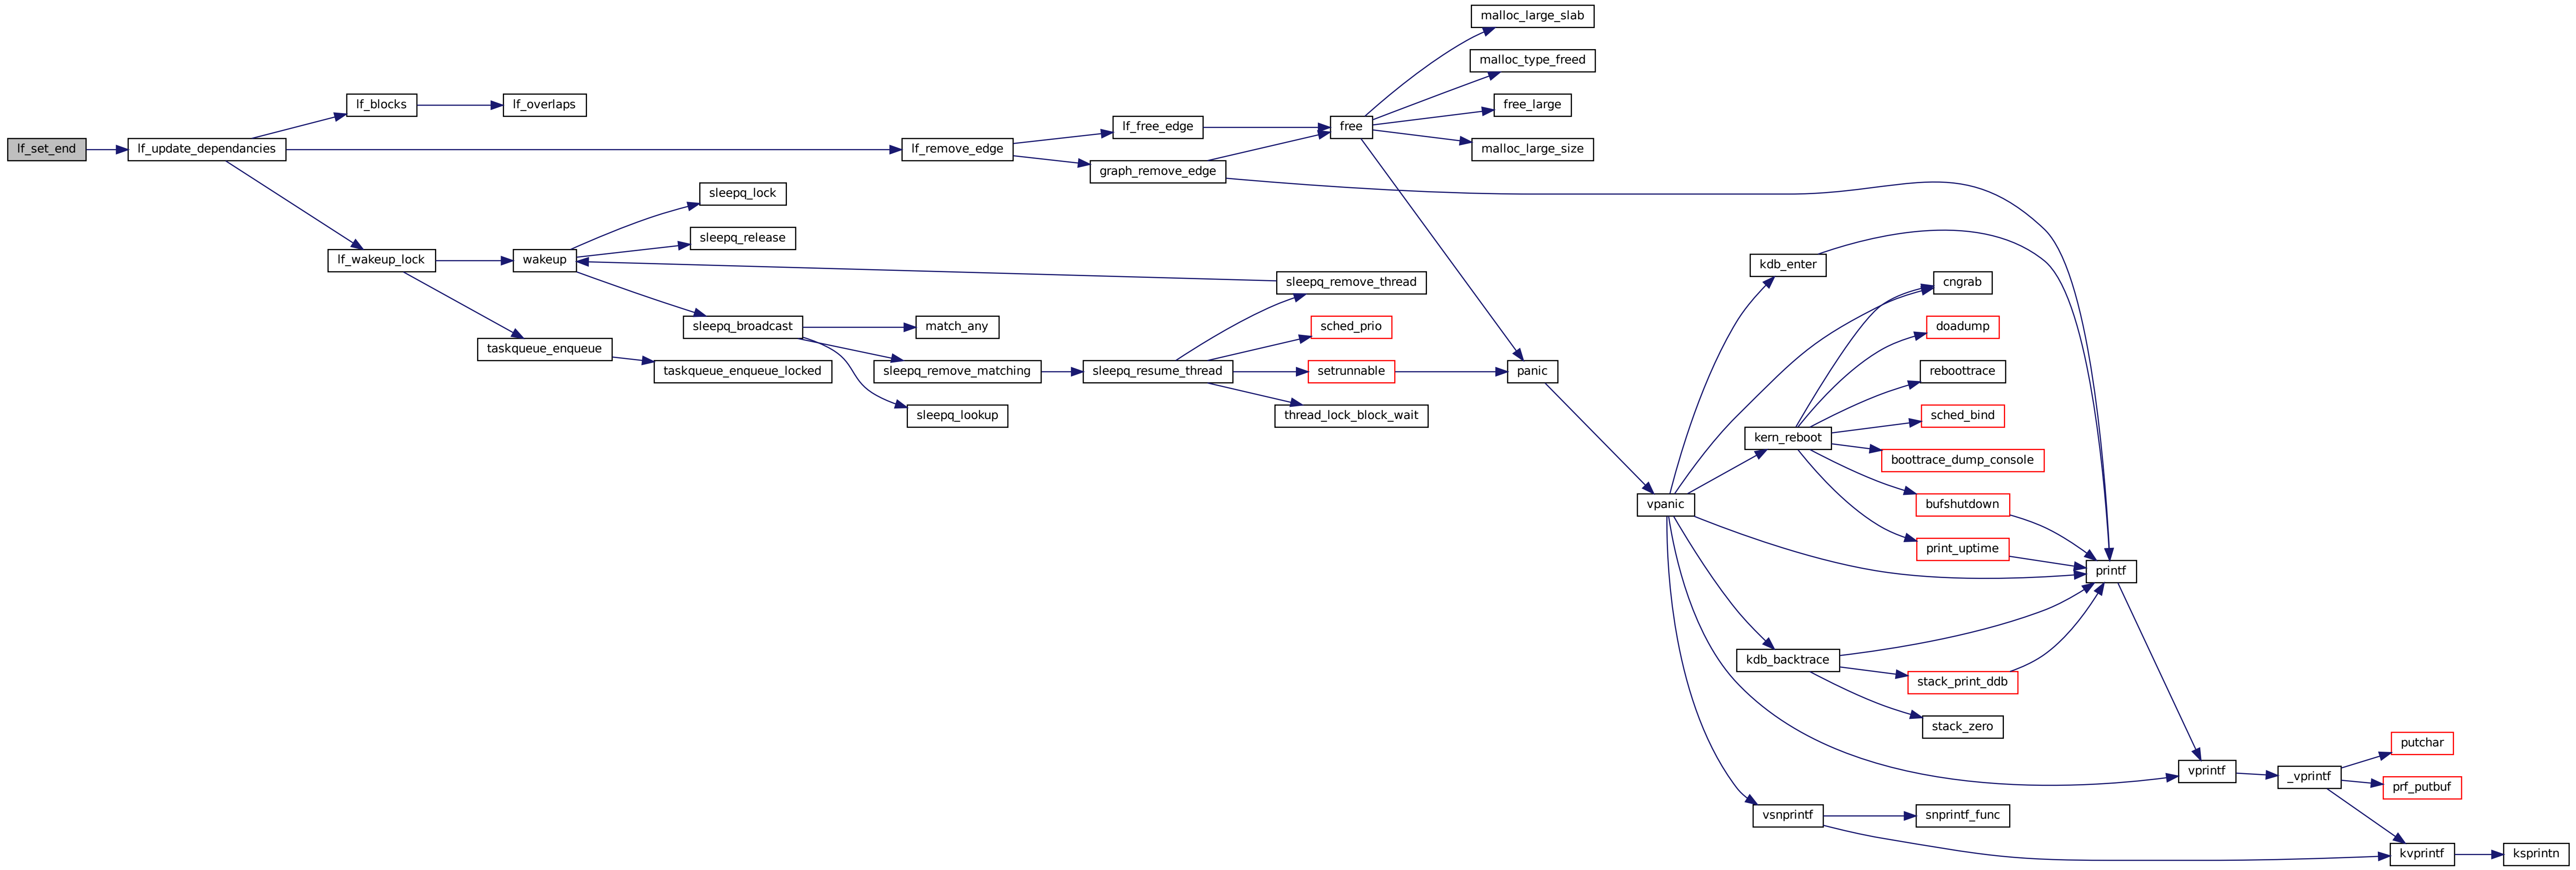 malloc_large_slab
malloc_type_freed
lf_blocks
lf_overlaps
free_large
lf_free_edge
free
lf_set_end
lf_update_dependancies
lf_remove_edge
malloc_large_size
graph_remove_edge
sleepq_lock
sleepq_release
lf_wakeup_lock
wakeup
kdb_enter
sleepq_remove_thread
cngrab
sleepq_broadcast
match_any
sched_prio
doadump
taskqueue_enqueue
taskqueue_enqueue_locked
sleepq_remove_matching
sleepq_resume_thread
setrunnable
panic
reboottrace
sleepq_lookup
thread_lock_block_wait
sched_bind
kern_reboot
boottrace_dump_console
vpanic
bufshutdown
print_uptime
printf
kdb_backtrace
stack_print_ddb
stack_zero
putchar
vprintf
_vprintf
prf_putbuf
vsnprintf
snprintf_func
kvprintf
ksprintn